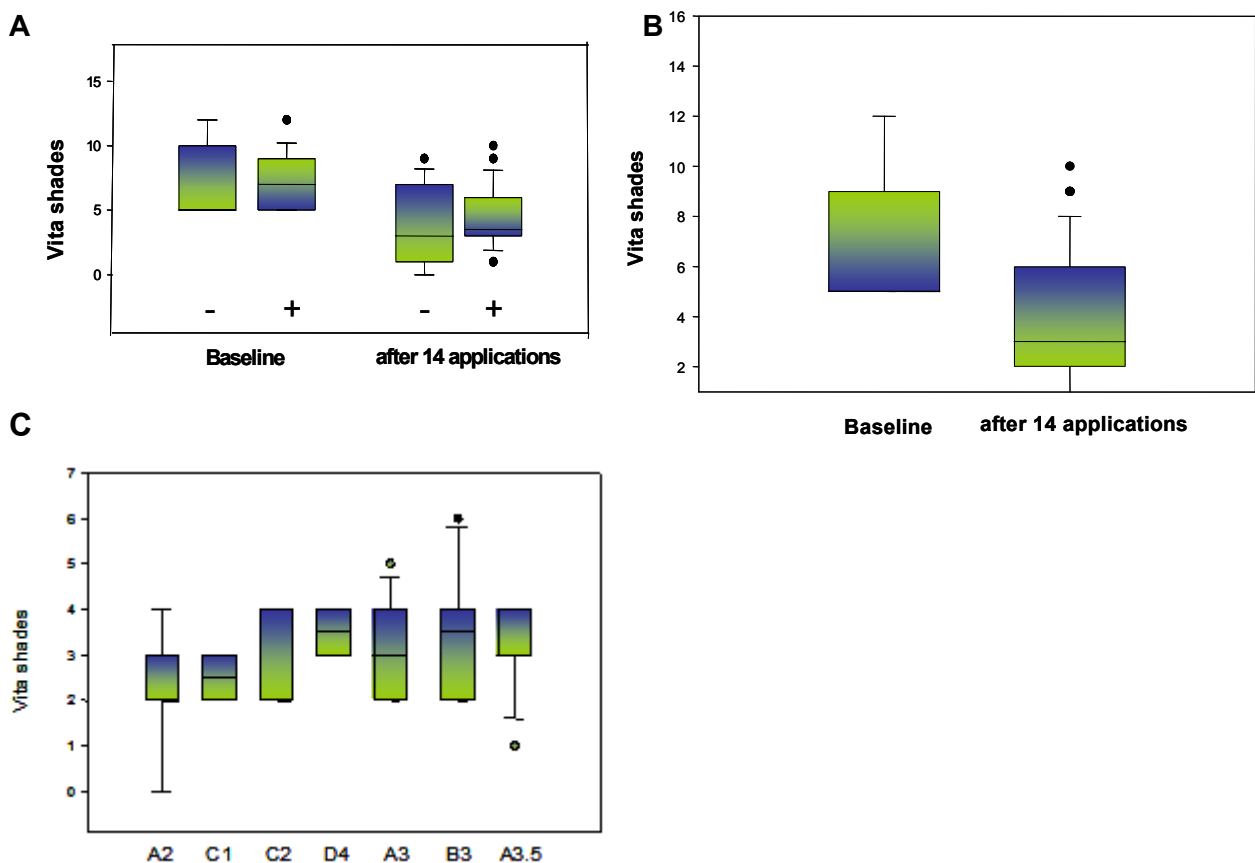 A
Vita shades
15
10
5
0
- + - +
Baseline after 14 applications
B
Vita shades
16
14
12
10
8
6
4
2
Baseline after 14 applications
C
Vita shades
7
6
5
4
3
2
1
0
A2 C1 C2 D4 A3 B3 A3.5